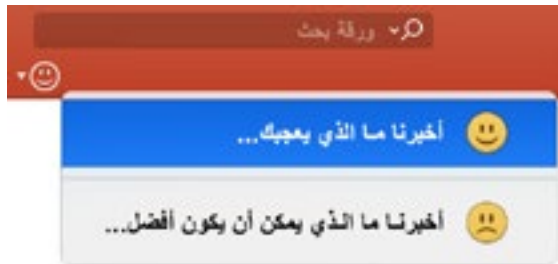 ورقة بحث
أخبرنا ما الذي يعجبك...
أخبرنا ما الذي يمكن أن يكون أفضل...